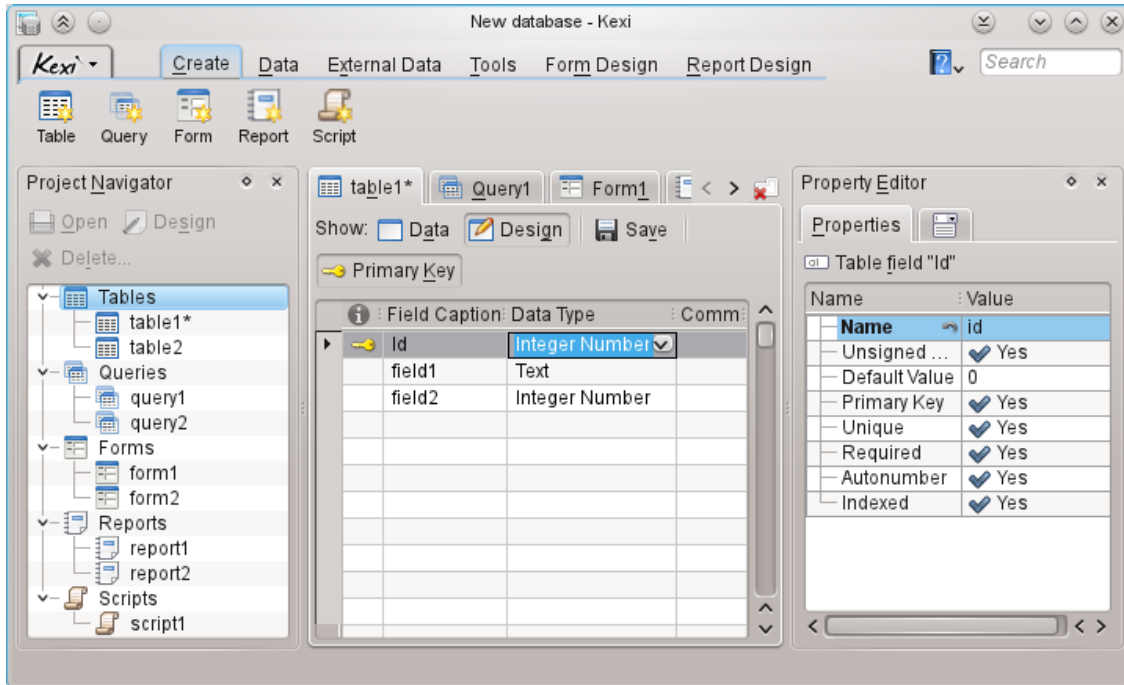 New database - Kexi
Kexi Create Data External Data Tools Form Design Report Design Search
Table Query Form Report Script
Project Navigator
Open Design
Delete...
Tables
table1*
table2
Queries
query1
query2
Forms
form1
form2
Reports
report1
report2
Scripts
script1
table1* Query1 Form1
Show: Data Design Save
Primary Key
Field Caption Data Type Comm
Id Integer Number
field1 Text
field2 Integer Number
Property Editor
Properties
Table field "Id"
Name Value
Name id
Unsigned ... Yes
Default Value 0
Primary Key Yes
Unique Yes
Required Yes
Autonumber Yes
Indexed Yes